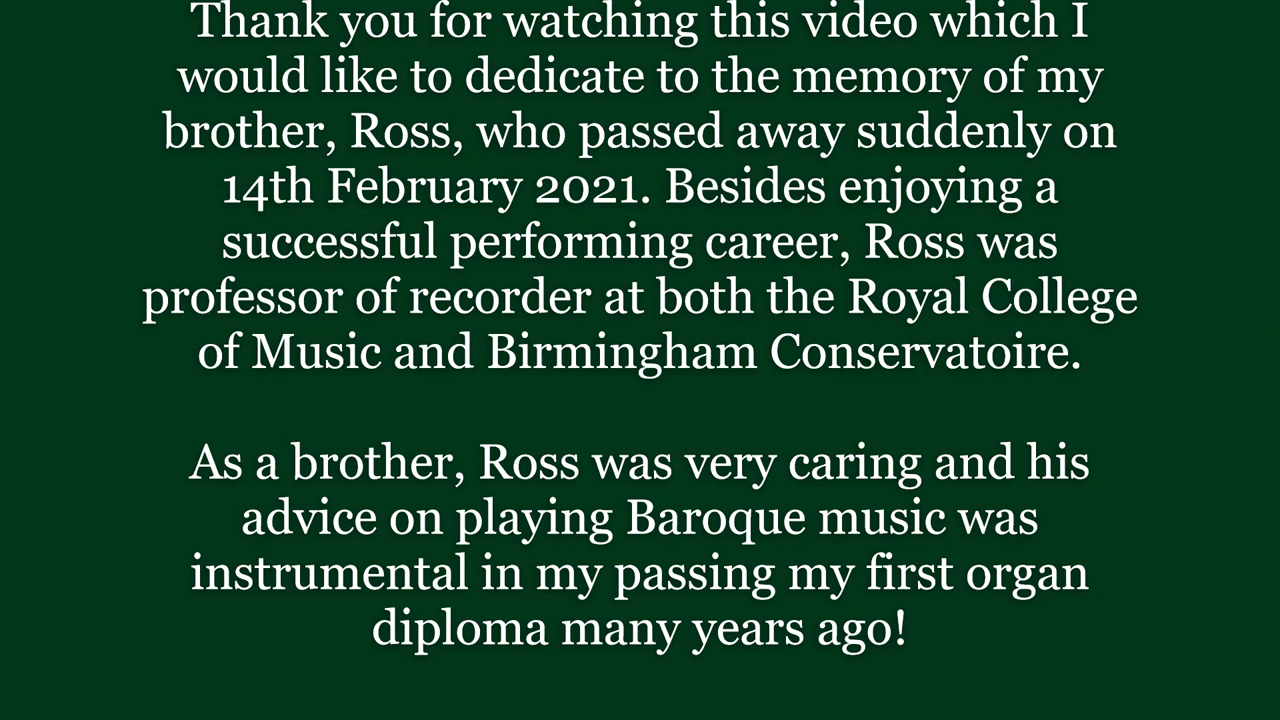 Thank you for watching this video which I
would like to dedicate to the memory of my
brother, Ross, who passed away suddenly on
14th February 2021. Besides enjoying a
successful performing career, Ross was
professor of recorder at both the Royal College
of Music and Birmingham Conservatoire.
As a brother, Ross was very caring and his
advice on playing Baroque music was
instrumental in my passing my first organ
diploma many years ago!